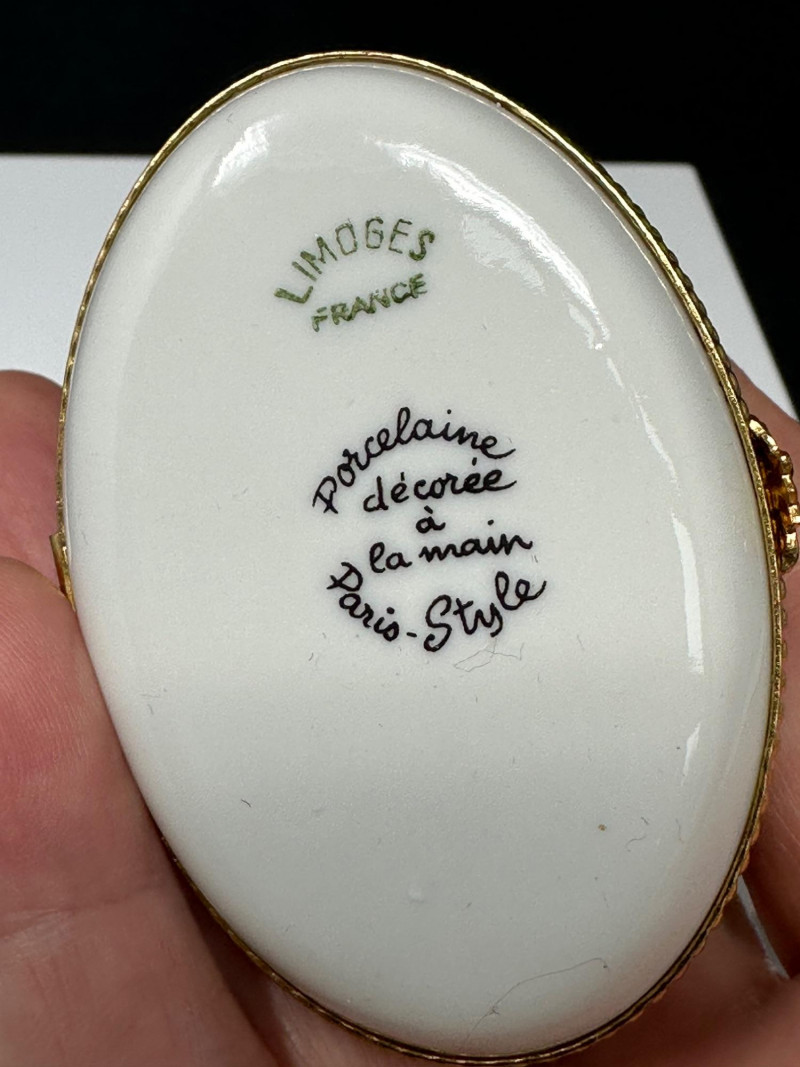 LIMOGES
FRANCE
Porcelaine
décorée
à
la main
Paris-Style